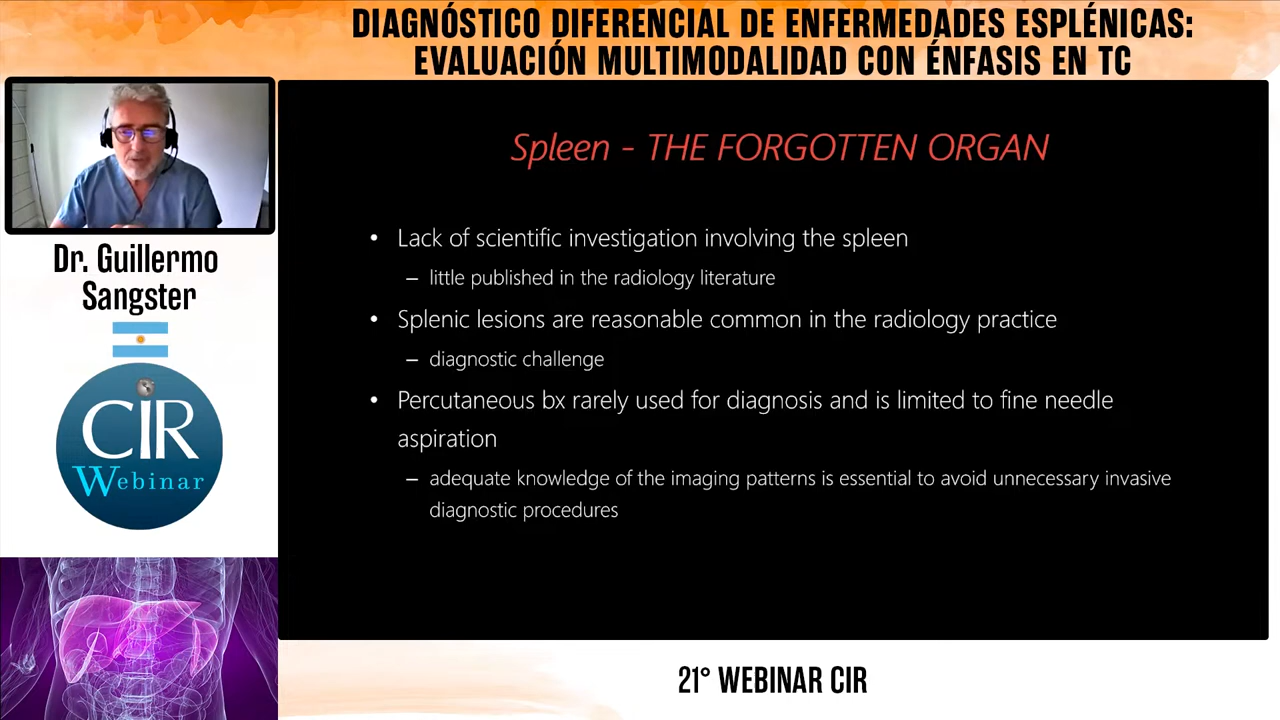 DIAGNÓSTICO DIFERENCIAL DE ENFERMEDADES ESPLÉNICAS:
EVALUACIÓN MULTIMODALIDAD CON ÉNFASIS EN TC
Dr. Guillermo
Sangster
CIR
Webinar
Spleen - THE FORGOTTEN ORGAN
• Lack of scientific investigation involving the spleen
– little published in the radiology literature
• Splenic lesions are reasonable common in the radiology practice
– diagnostic challenge
• Percutaneous bx rarely used for diagnosis and is limited to fine needle
aspiration
– adequate knowledge of the imaging patterns is essential to avoid unnecessary invasive
diagnostic procedures
21° WEBINAR CIR